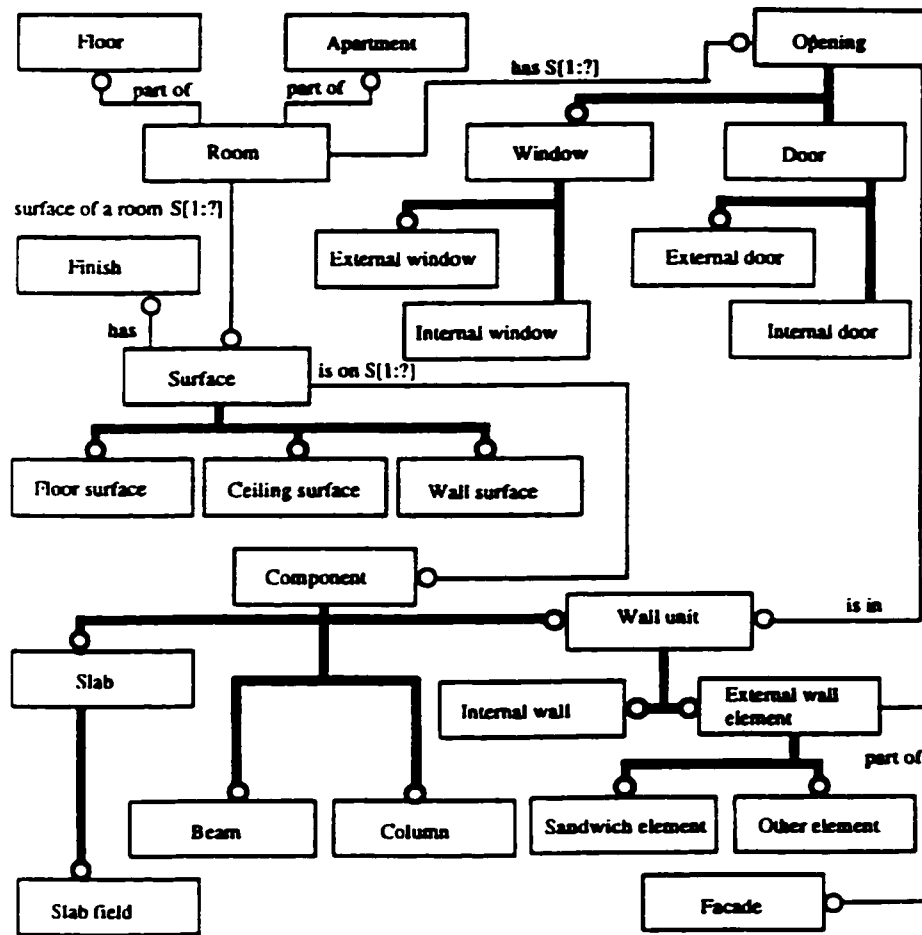 Floor
Apartment
Opening
has S[1:?]
part of
part of
Room
Window
Door
surface of a room S[1:?]
External window
External door
Finish
Internal window
Internal door
has
Surface
is on S[1:?]
Floor surface
Ceiling surface
Wall surface
Component
Wall unit
is in
Slab
Internal wall
External wall
element
part of
Beam
Column
Sandwich element
Other element
Slab field
Facade